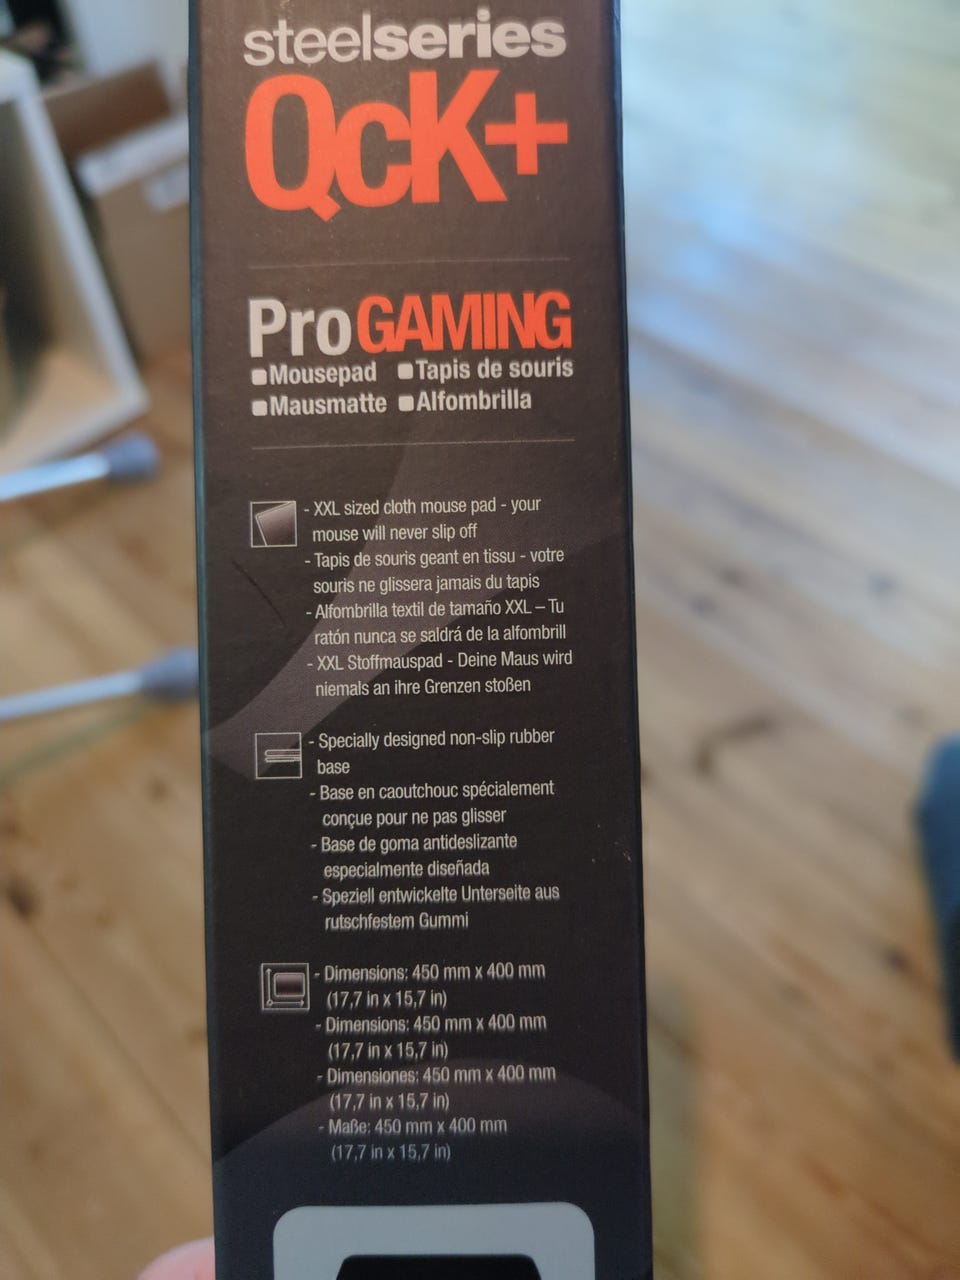 steelseries
QcK+
ProGAMING
■Mousepad ■Tapis de souris
■Mausmatte ■Alfombrilla
- XXL sized cloth mouse pad - your
mouse will never slip off
- Tapis de souris geant en tissu - votre
souris ne glissera jamais du tapis
- Alfombrilla textil de tamaño XXL – Tu
ratón nunca se saldrá de la alfombrill
- XXL Stoffmauspad - Deine Maus wird
niemals an ihre Grenzen stoßen
- Specially designed non-slip rubber
base
- Base en caoutchouc spécialement
conçue pour ne pas glisser
- Base de goma antideslizante
especialmente diseñada
- Speziell entwickelte Unterseite aus
rutschfestem Gummi
- Dimensions: 450 mm x 400 mm
(17,7 in x 15,7 in)
- Dimensions: 450 mm x 400 mm
(17,7 in x 15,7 in)
- Dimensiones: 450 mm x 400 mm
(17,7 in x 15,7 in)
- Maße: 450 mm x 400 mm
(17,7 in x 15,7 in)